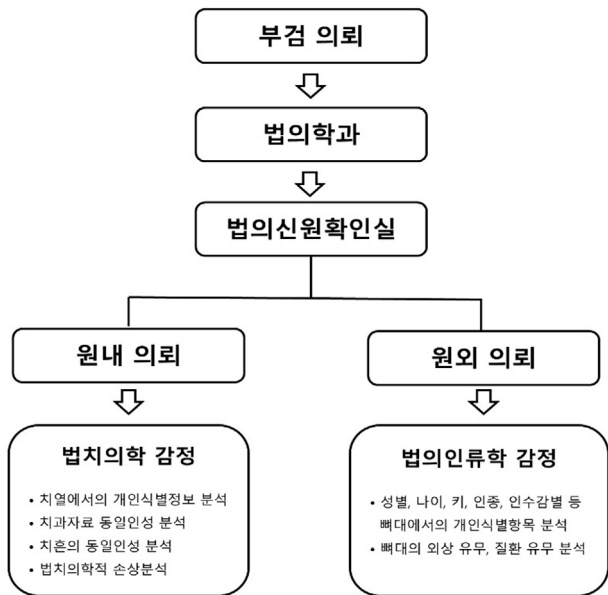 부검 의뢰
법의학과
법의신원확인실
원내 의뢰
원외 의뢰
법치의학 감정
• 치열에서의 개인식별정보 분석
• 치과자료 동일인성 분석
• 치흔의 동일인성 분석
• 법치의학적 손상분석
법의인류학 감정
• 성별, 나이, 키, 인종, 인수감별 등
뼈대에서의 개인식별항목 분석
• 뼈대의 외상 유무, 질환 유무 분석